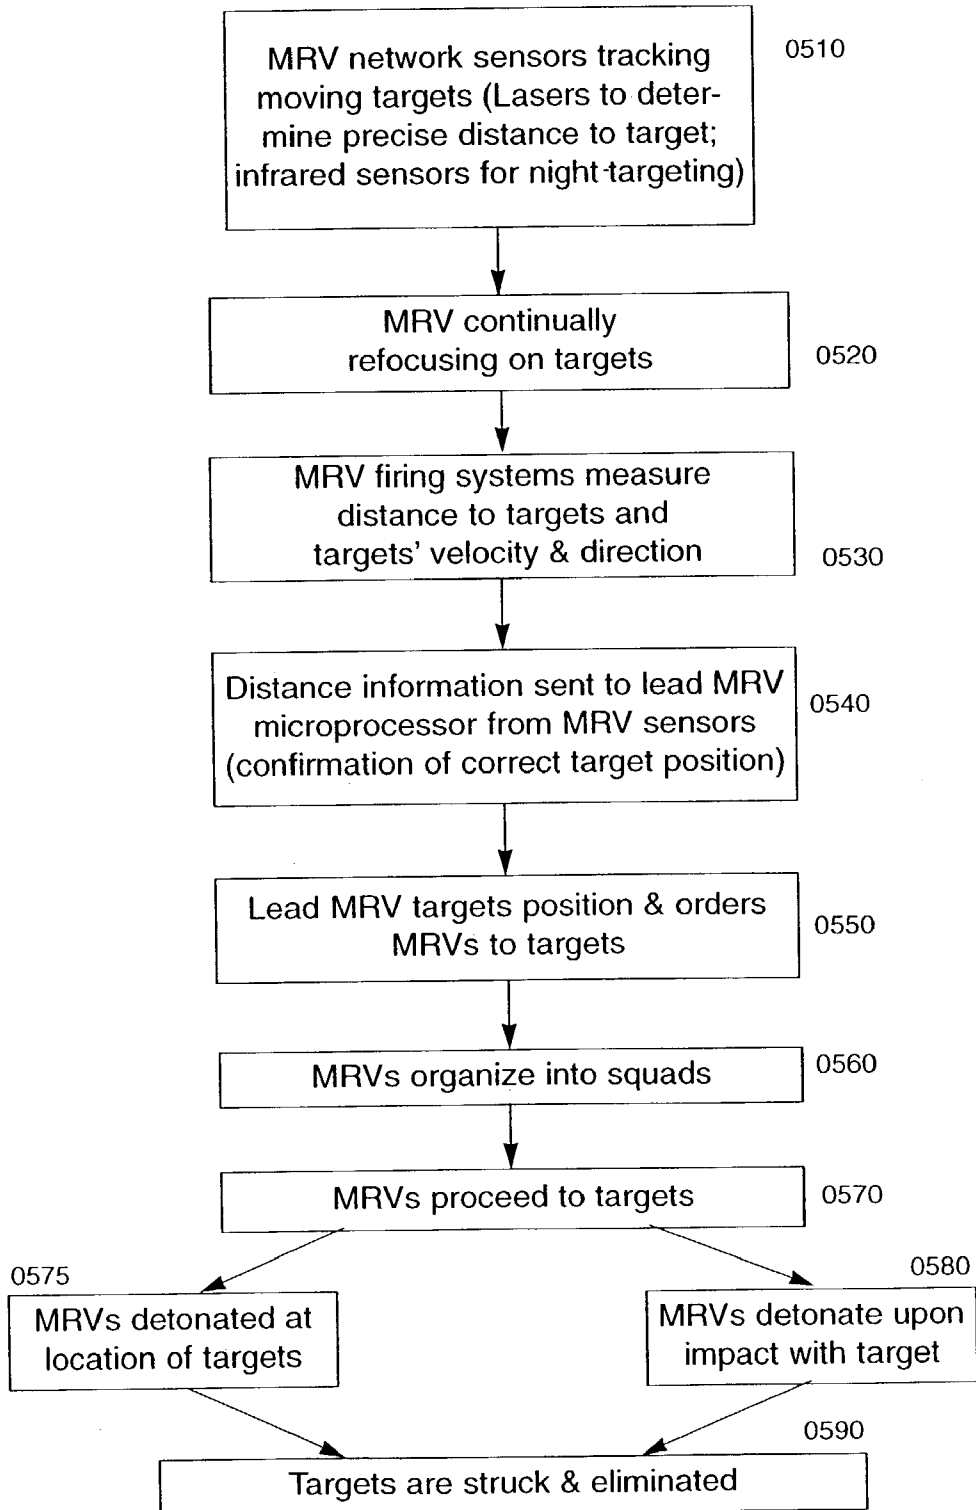 MRV network sensors tracking
moving targets (Lasers to deter-
mine precise distance to target;
infrared sensors for night-targeting)
0510
MRV continually
refocusing on targets
0520
MRV firing systems measure
distance to targets and
targets' velocity & direction
0530
Distance information sent to lead MRV
microprocessor from MRV sensors
(confirmation of correct target position)
0540
Lead MRV targets position & orders
MRVs to targets
0550
MRVs organize into squads
0560
MRVs proceed to targets
0570
0575
MRVs detonated at
location of targets
0580
MRVs detonate upon
impact with target
0590
Targets are struck & eliminated